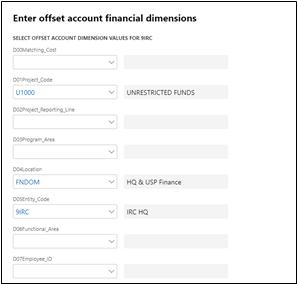 Enter offset account financial dimensions
SELECT OFFSET ACCOUNT DIMENSION VALUES FOR 9IRC
D00Matching_Cost
D01Project_Code
U1000 UNRESTRICTED FUNDS
D02Project_Reporting_Line
D03Program_Area
D04Location
FNDOM HQ & USP Finance
D05Entity_Code
9IRC IRC HQ
D06Functional_Area
D07Employee_ID